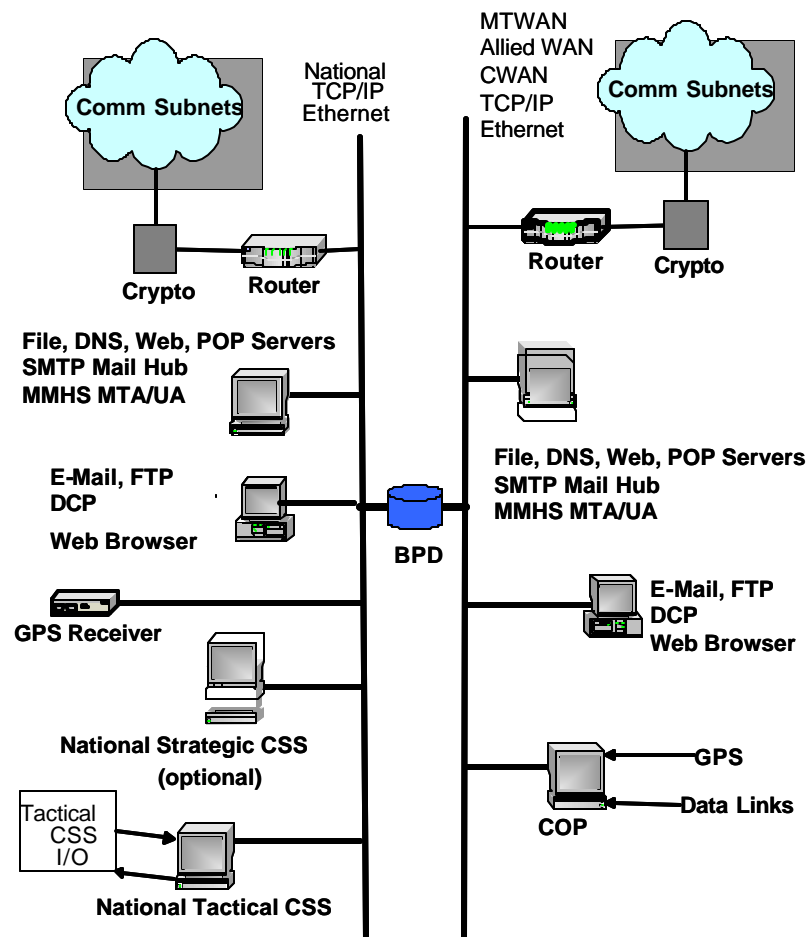 National
TCP/IP
Ethernet
MTWAN
Allied WAN
CWAN
TCP/IP
Ethernet
Comm Subnets
Comm Subnets
Crypto
Router
Router
Crypto
File, DNS, Web, POP Servers
SMTP Mail Hub
MMHS MTA/UA
File, DNS, Web, POP Servers
SMTP Mail Hub
MMHS MTA/UA
E-Mail, FTP
DCP
Web Browser
BPD
E-Mail, FTP
DCP
Web Browser
GPS Receiver
National Strategic CSS
(optional)
GPS
Data Links
COP
Tactical
CSS
I/O
National Tactical CSS